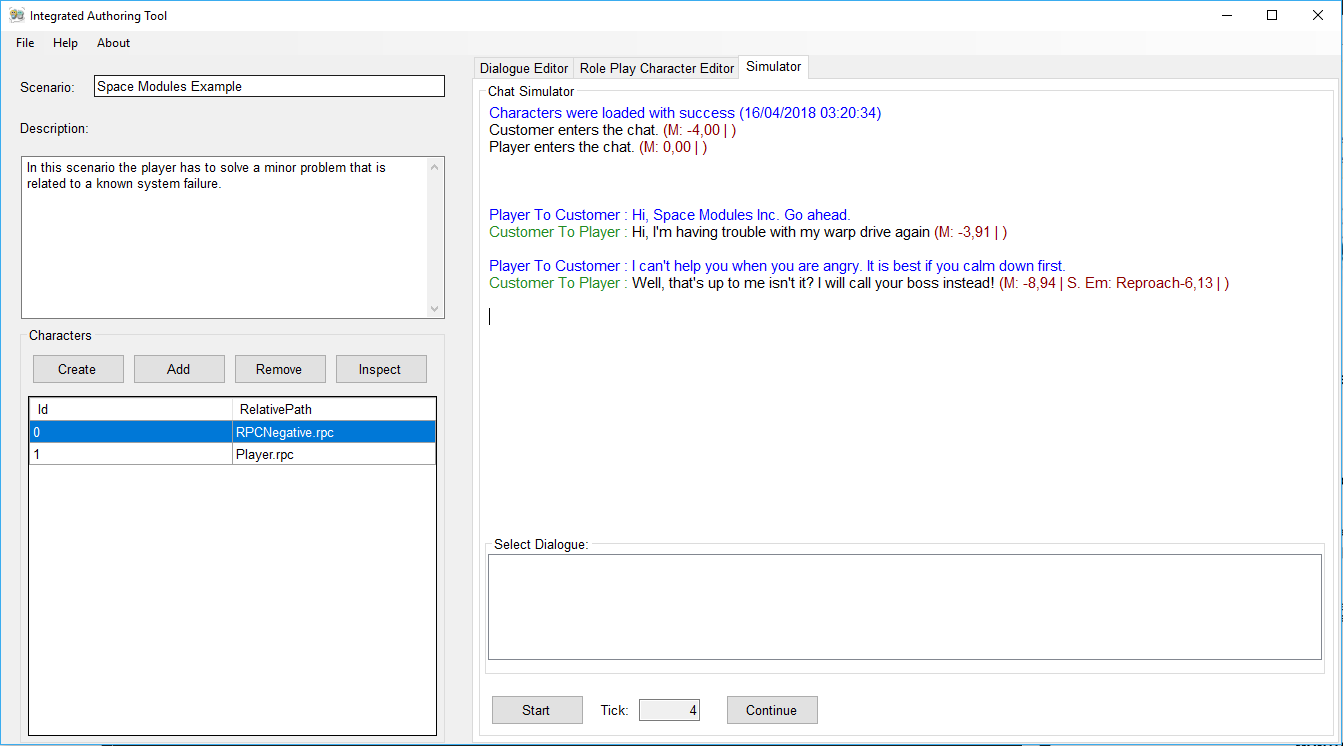 Integrated Authoring Tool
File Help About
Scenario: Space Modules Example
Description:
In this scenario the player has to solve a minor problem that is
related to a known system failure.
Characters
Create Add Remove Inspect
Id RelativePath
0 RPCNegative.rpc
1 Player.rpc
Dialogue Editor Role Play Character Editor Simulator
Chat Simulator
Characters were loaded with success (16/04/2018 03:20:34)
Customer enters the chat. (M: -4,00 | )
Player enters the chat. (M: 0,00 | )
Player To Customer : Hi, Space Modules Inc. Go ahead.
Customer To Player : Hi, I'm having trouble with my warp drive again (M: -3,91 | )
Player To Customer : I can't help you when you are angry. It is best if you calm down first.
Customer To Player : Well, that's up to me isn't it? I will call your boss instead! (M: -8,94 | S. Em: Reproach-6,13 | )
Select Dialogue:
Start Tick: 4 Continue